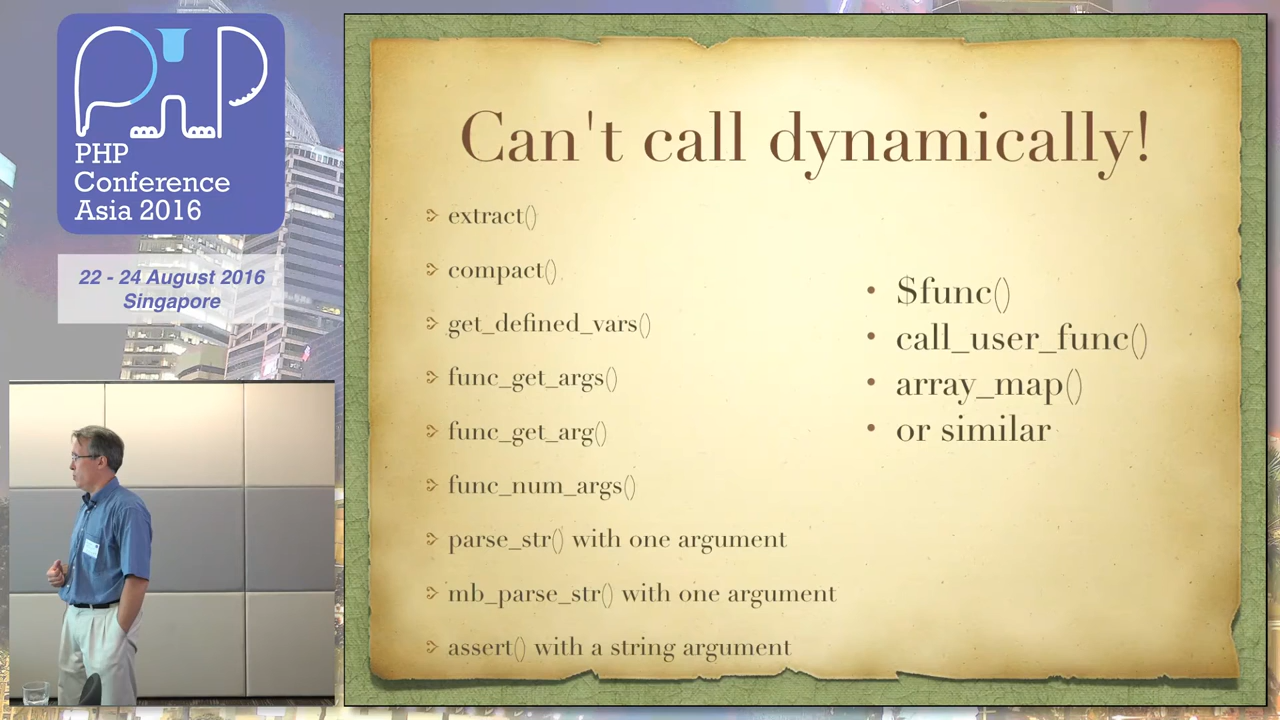 PHP
PHP
Conference
Asia 2016
22 - 24 August 2016
Singapore
Can't call dynamically!
extract()
compact()
get_defined_vars()
func_get_args()
func_get_arg()
func_num_args()
parse_str() with one argument
mb_parse_str() with one argument
assert() with a string argument
$func()
call_user_func()
array_map()
or similar